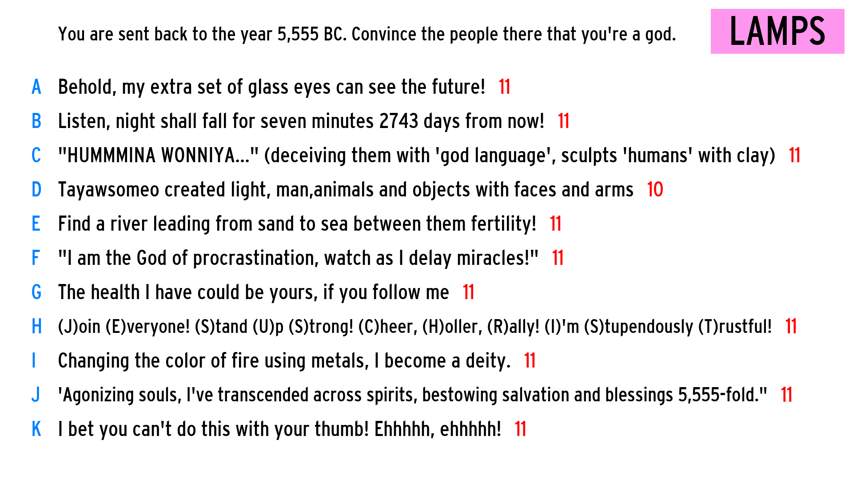 You are sent back to the year 5,555 BC. Convince the people there that you're a god.
LAMPS
A Behold, my extra set of glass eyes can see the future! 11
B Listen, night shall fall for seven minutes 2743 days from now! 11
C "HUMMMINA WONNIYA..." (deceiving them with 'god language', sculpts 'humans' with clay) 11
D Tayawsomeo created light, man,animals and objects with faces and arms 10
E Find a river leading from sand to sea between them fertility! 11
F "I am the God of procrastination, watch as I delay miracles!" 11
G The health I have could be yours, if you follow me 11
H (J)oin (E)veryone! (S)tand (U)p (S)trong! (C)heer, (H)oller, (R)ally! (I)'m (S)tupendously (T)rustful! 11
I Changing the color of fire using metals, I become a deity. 11
J 'Agonizing souls, I've transcended across spirits, bestowing salvation and blessings 5,555-fold." 11
K I bet you can't do this with your thumb! Ehhhhh, ehhhhh! 11